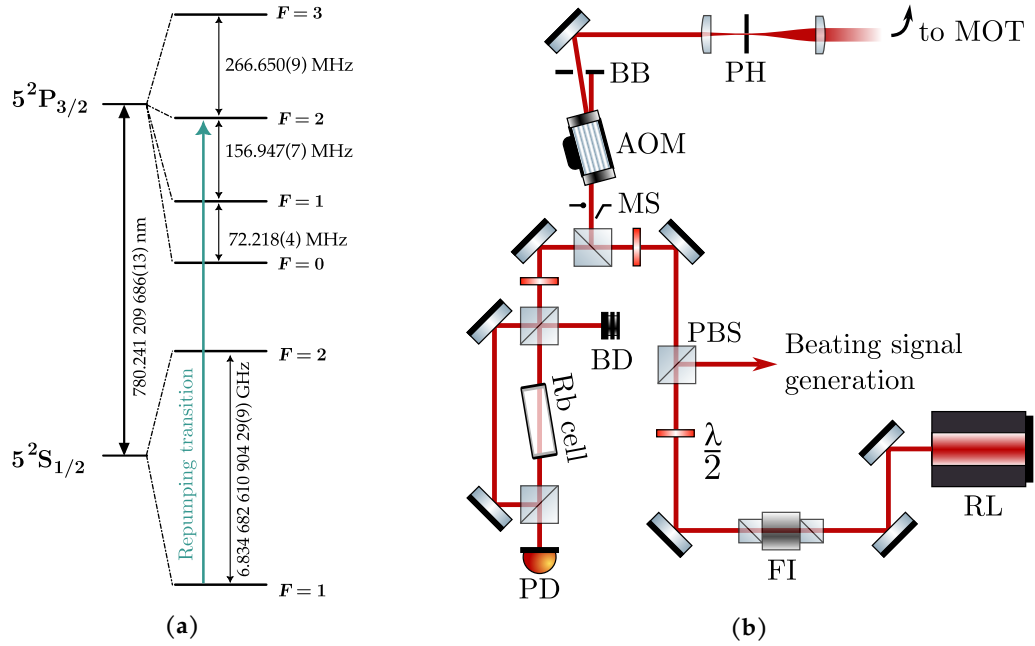 F = 3
266.650(9) MHz
5²P₃/₂
F = 2
156.947(7) MHz
F = 1
72.218(4) MHz
F = 0
780.241 209 686(13) nm
Repumping transition
F = 2
6.834 682 610 904 29(9) GHz
5²S₁/₂
F = 1
(a)
to MOT
BB
PH
AOM
MS
PBS
BD
Beating signal
generation
Rb cell
λ
2
RL
FI
PD
(b)